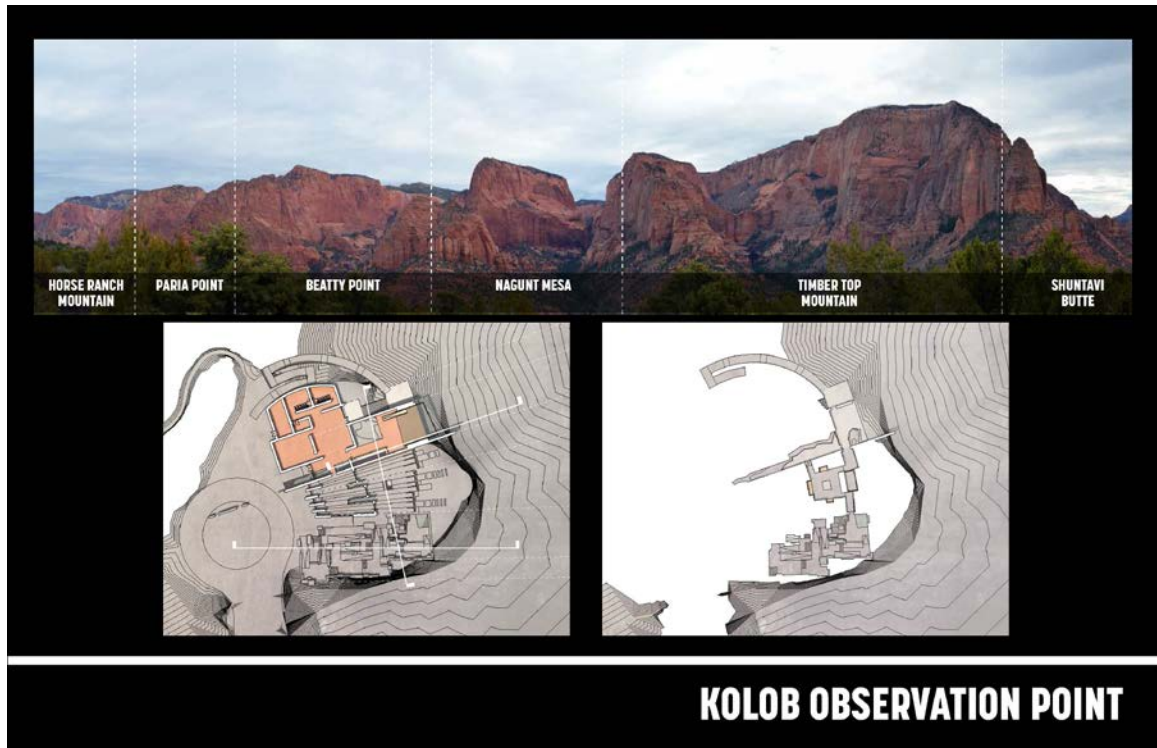 HORSE RANCH
MOUNTAIN
PARIA POINT
BEATTY POINT
NAGUNT MESA
TIMBER TOP
MOUNTAIN
SHUNTAVI
BUTTE
KOLOB OBSERVATION POINT